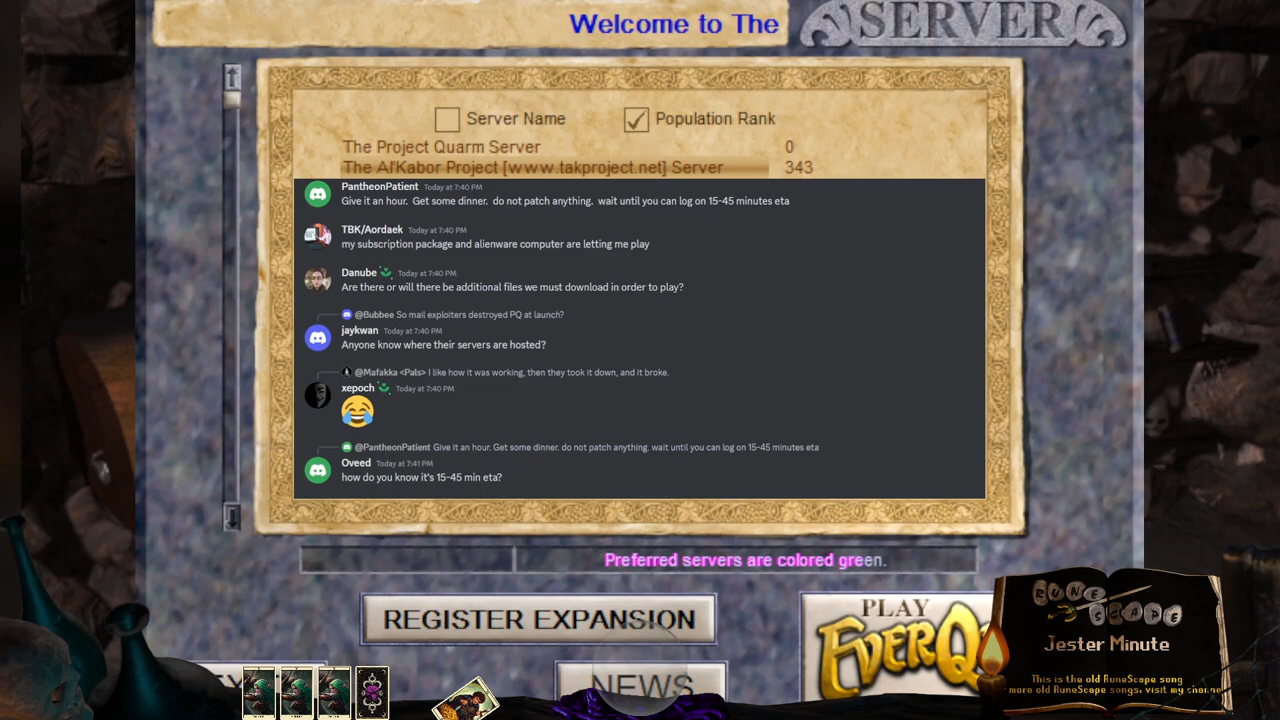 Welcome to The
SERVER
Server Name
Population Rank
The Project Quarm Server 0
The Al'Kabor Project [www.takproject.net] Server 343
PantheonPatient Today at 7:40 PM
Give it an hour. Get some dinner. do not patch anything. wait until you can log on 15-45 minutes eta
TBK/Aordaek Today at 7:40 PM
my subscription package and alienware computer are letting me play
Danube Today at 7:40 PM
Are there or will there be additional files we must download in order to play?
@Bubbee So mail exploiters destroyed PQ at launch?
jaykwan Today at 7:40 PM
Anyone know where their servers are hosted?
@Mafakka <Pals> I like how it was working, then they took it down, and it broke.
xepoch Today at 7:40 PM
@PantheonPatient Give it an hour. Get some dinner. do not patch anything. wait until you can log on 15-45 minutes eta
Oveed Today at 7:41 PM
how do you know it's 15-45 min eta?
Preferred servers are colored green.
REGISTER EXPANSION
PLAY
EVERQ
NEWS
RUNE
SCAPE
Jester Minute
This is the old RuneScape song
more old RuneScape songs, visit my channe